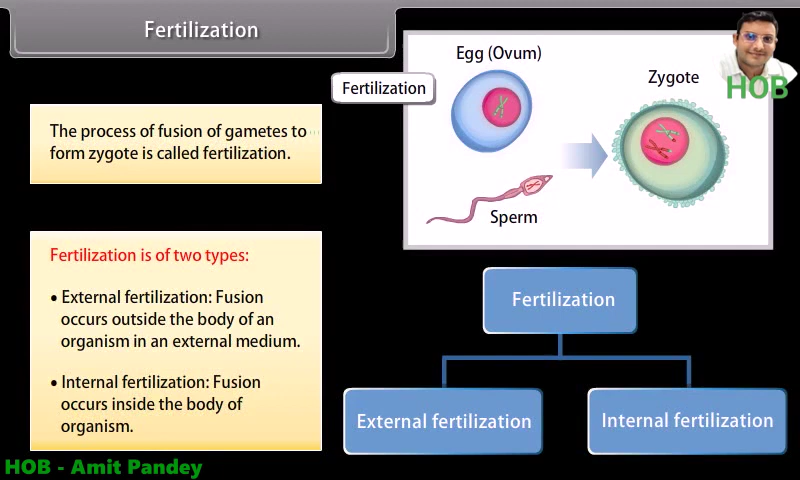 Fertilization
Egg (Ovum)
Zygote
HOB
Fertilization
Sperm
The process of fusion of gametes to
form zygote is called fertilization.
Fertilization is of two types:
• External fertilization: Fusion
occurs outside the body of an
organism in an external medium.
• Internal fertilization: Fusion
occurs inside the body of
organism.
Fertilization
External fertilization
Internal fertilization
HOB - Amit Pandey